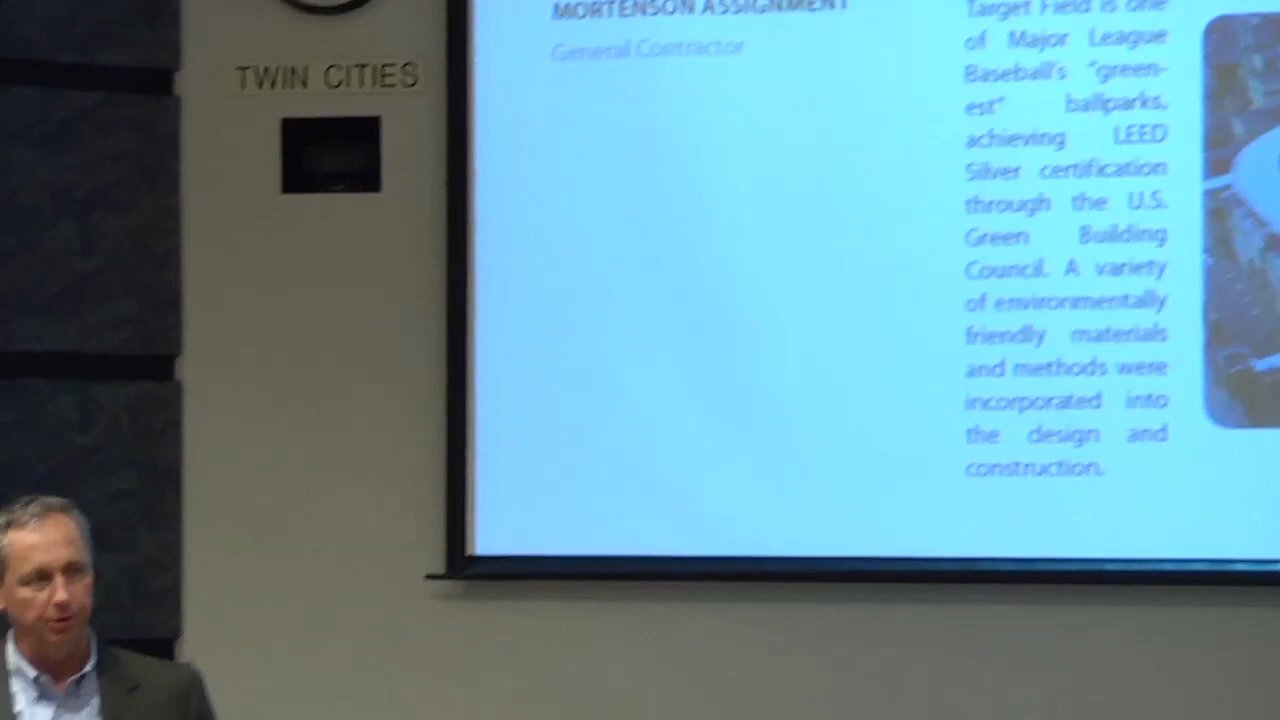 TWIN CITIES
MORTENSON ASSIGNMENT
General Contractor
Target Field is one
of Major League
Baseball's "green-
est" ballparks,
achieving LEED
Silver certification
through the U.S.
Green Building
Council. A variety
of environmentally
friendly materials
and methods were
incorporated into
the design and
construction.